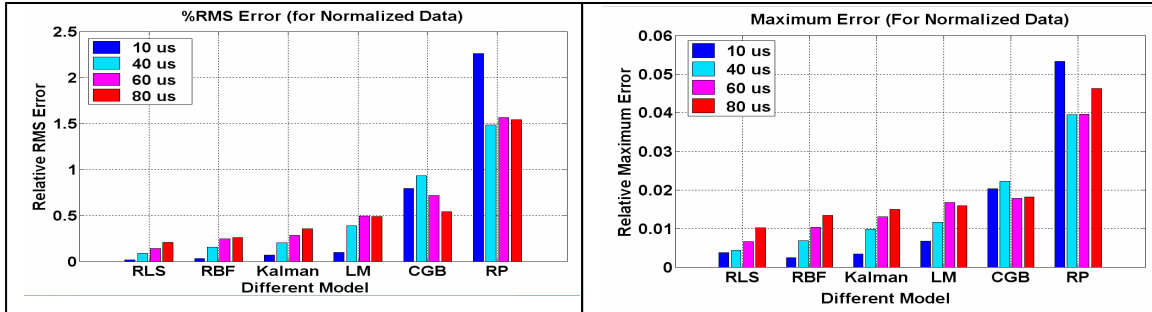 %RMS Error (for Normalized Data)
Relative RMS Error
2.5
2
1.5
1
0.5
0
10 us
40 us
60 us
80 us
RLS RBF Kalman LM CGB RP
Different Model
Maximum Error (For Normalized Data)
Relative Maximum Error
0.06
0.05
0.04
0.03
0.02
0.01
0
10 us
40 us
60 us
80 us
RLS RBF Kalman LM CGB RP
Different Model